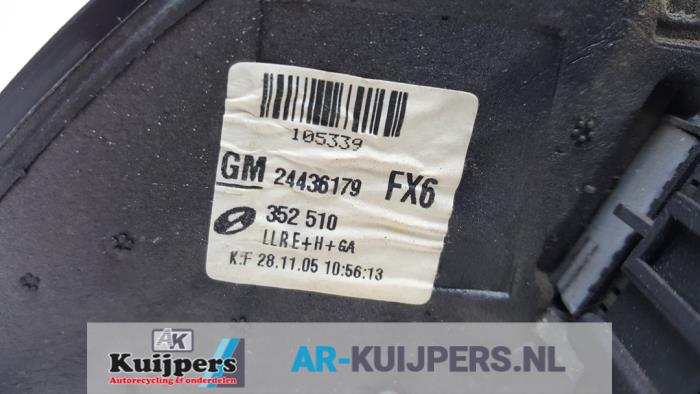 105339
GM 24436179 FX6
352 510
LLRE+H+GA
K:F 28.11.05 10:56:13
AK
Kuijpers
Autorecycling & onderdelen
AR-KUIJPERS.NL